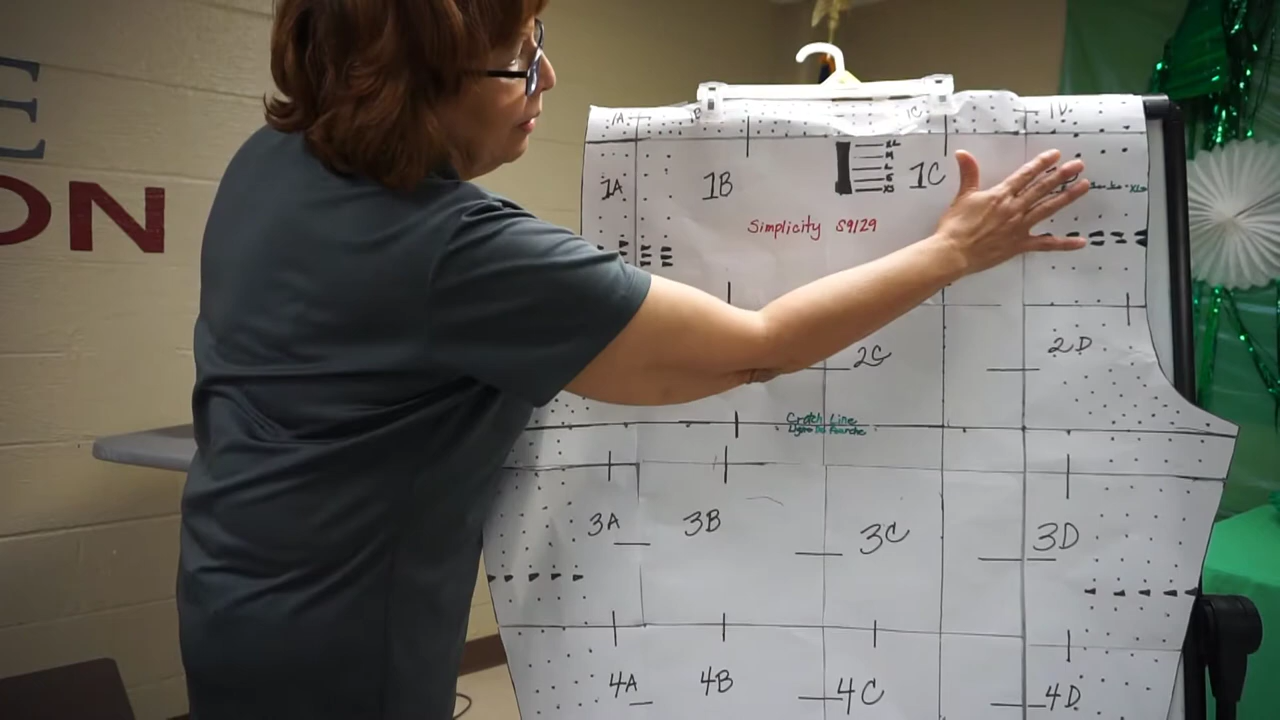 E
ON
1A
1C
1D
1A
1B
XL
M
L
S
XS
1C
XL
Simplicity S9129
2C
2D
Crotch Line
3A
3B
3C
3D
4A
4B
4C
4D